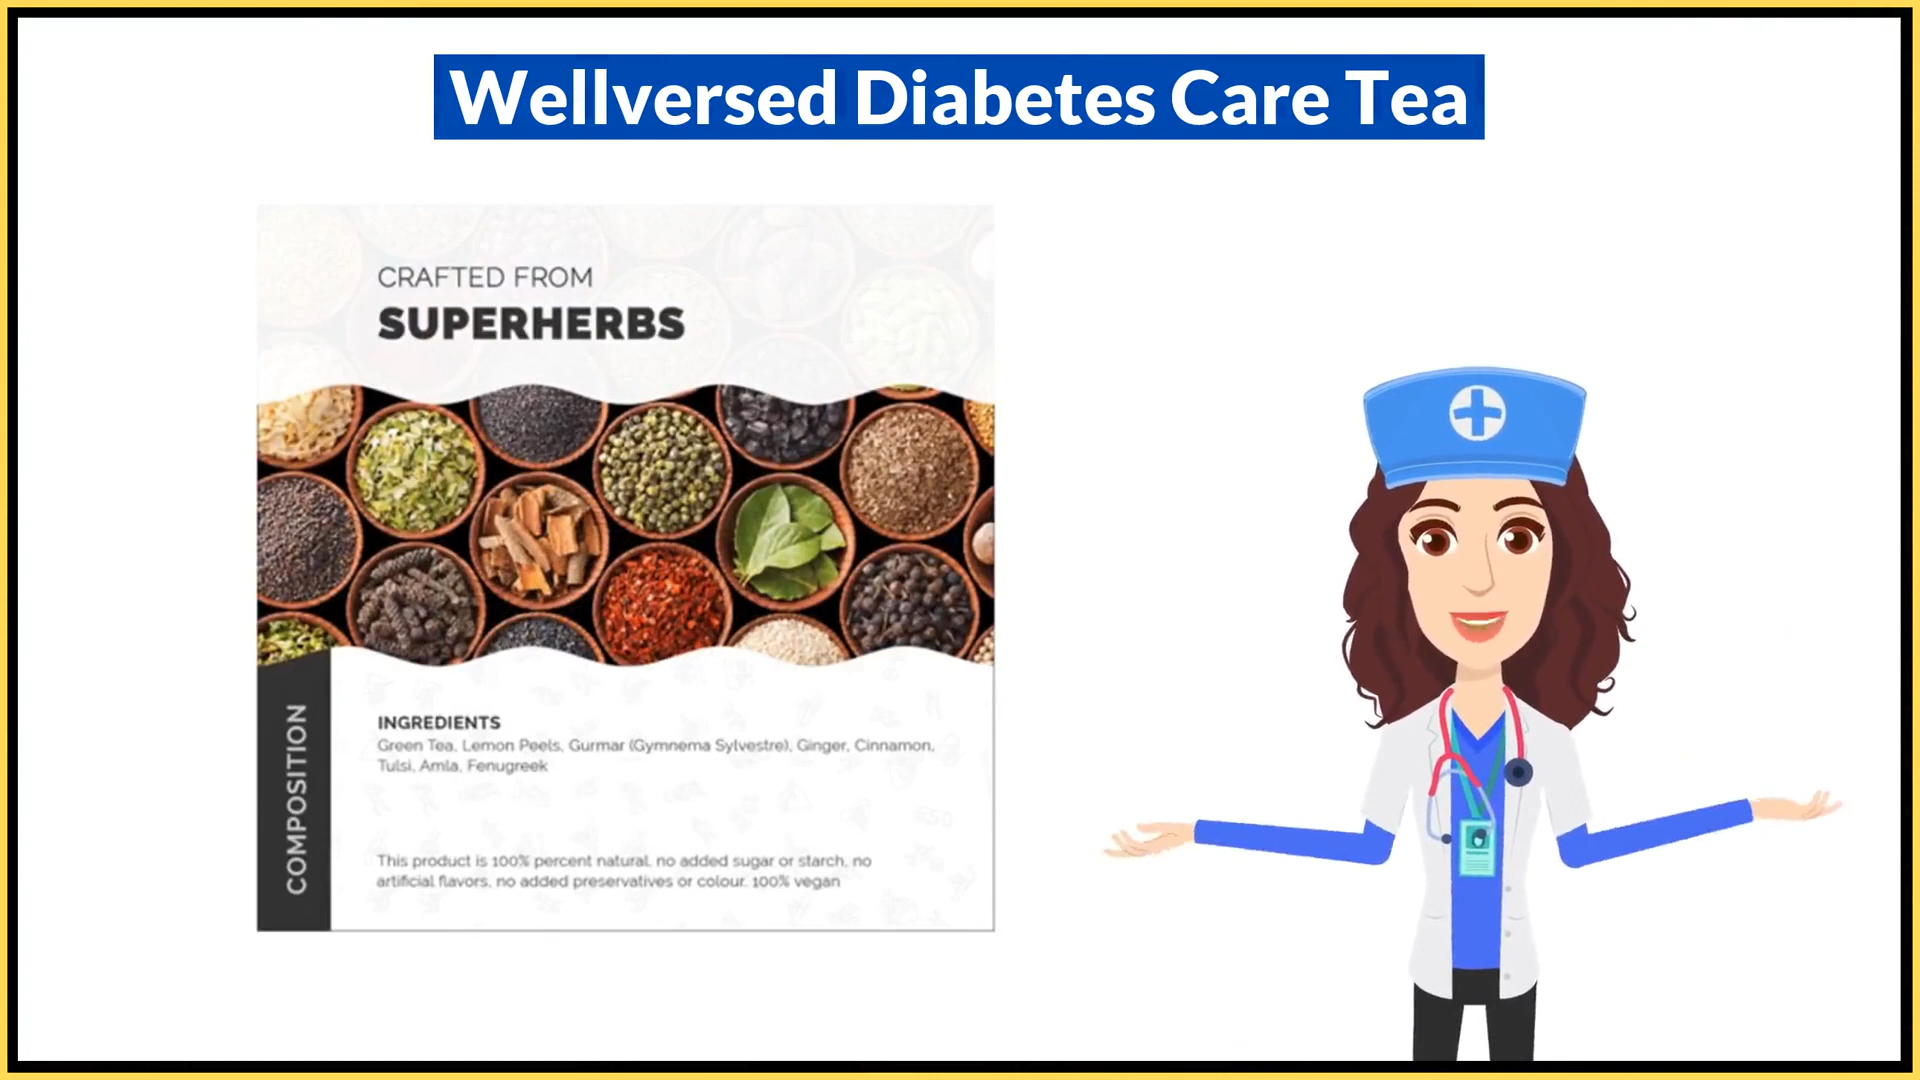 Wellversed Diabetes Care Tea
CRAFTED FROM
SUPERHERBS
COMPOSITION
INGREDIENTS
Green Tea, Lemon Peels, Gurmar (Gymnema Sylvestre), Ginger, Cinnamon,
Tulsi, Amla, Fenugreek
This product is 100% percent natural, no added sugar or starch, no
artificial flavors, no added preservatives or colour. 100% vegan